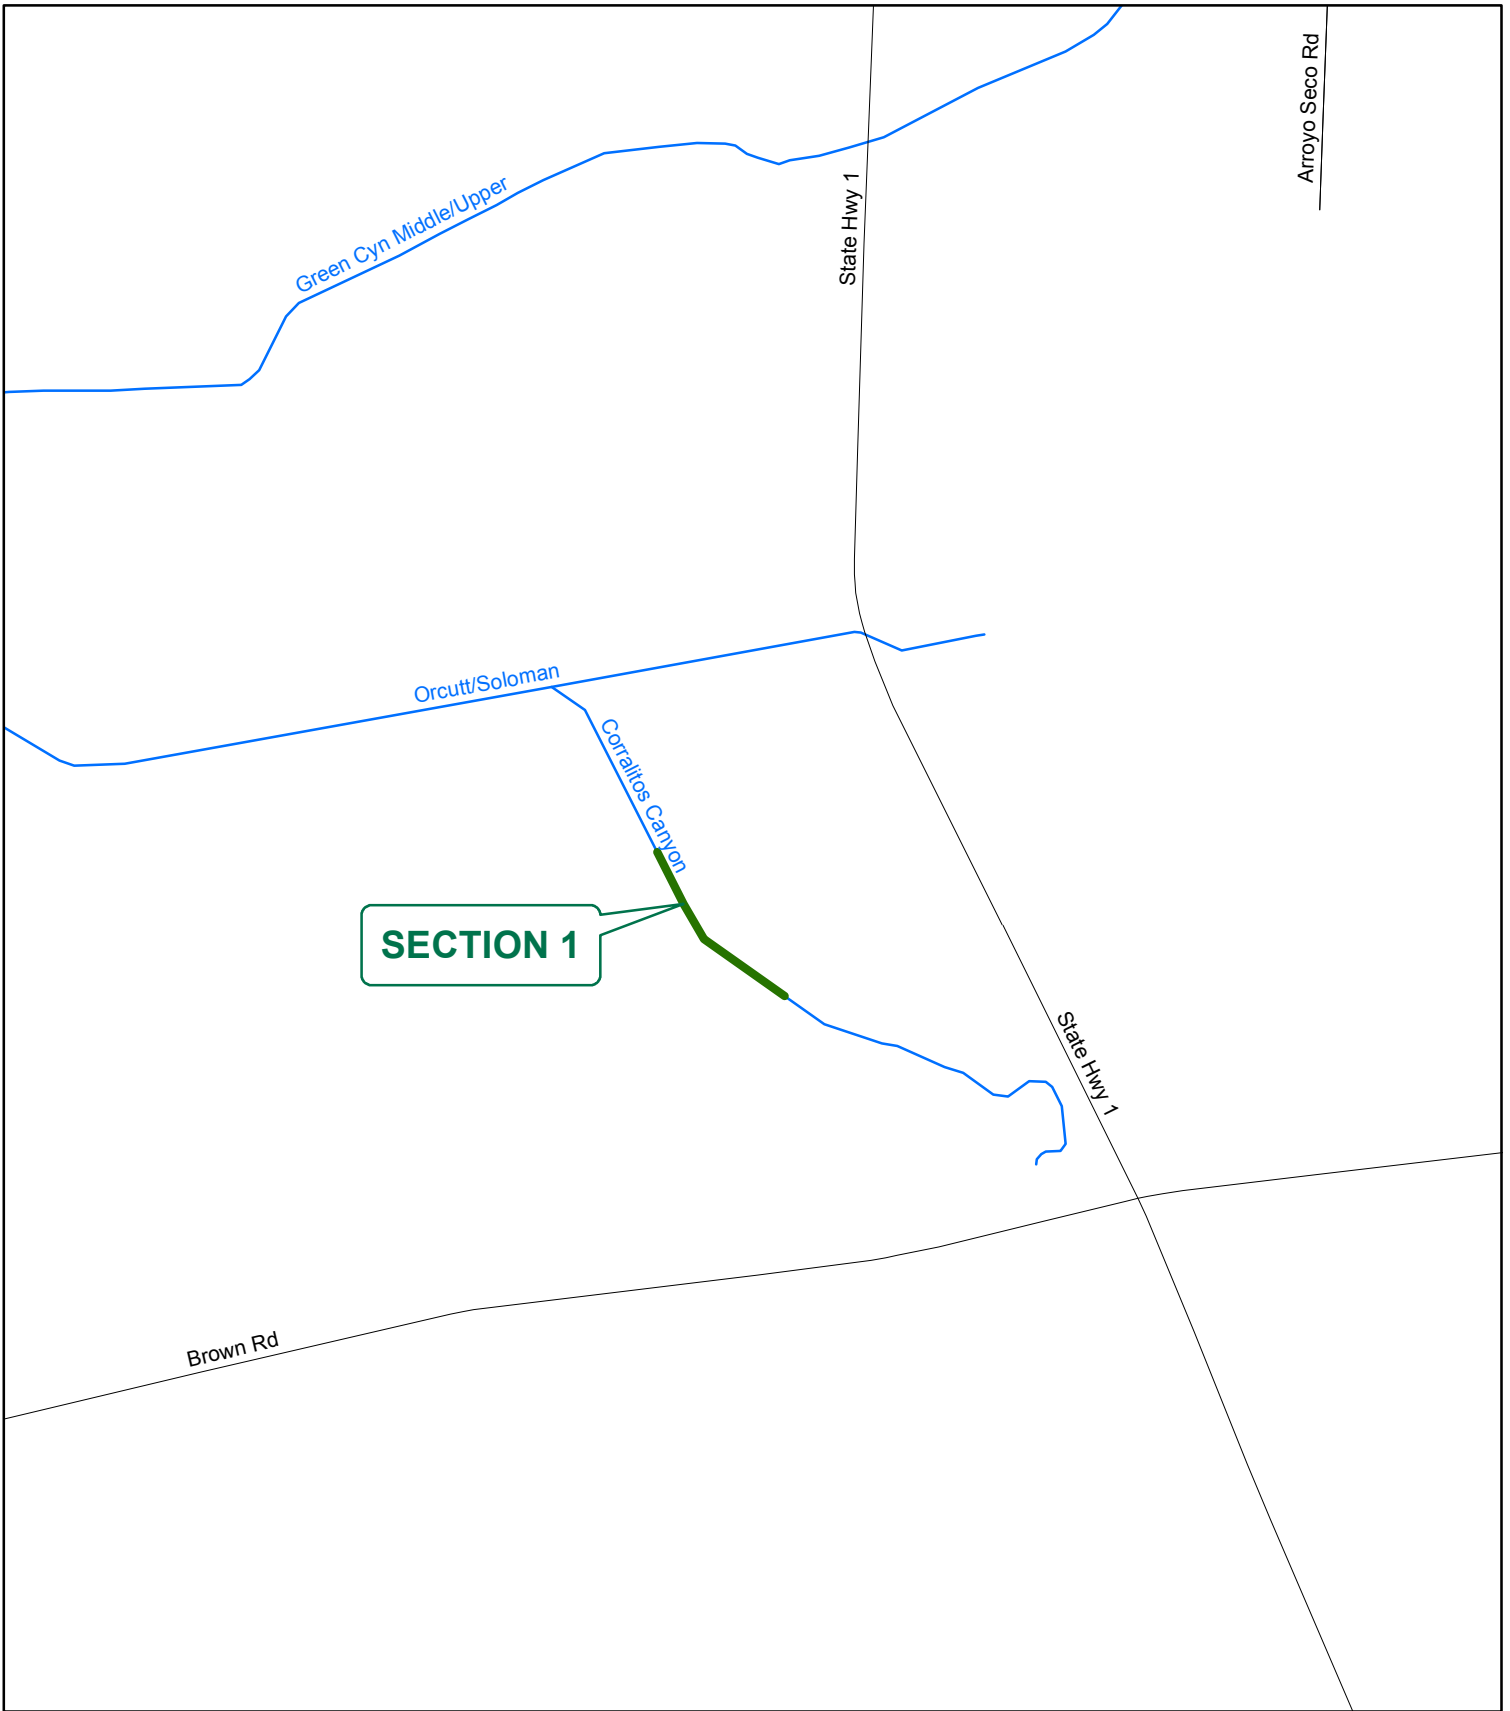 Arroyo Seco Rd
State Hwy 1
Green Cyn Middle/Upper
Orcutt/Soloman
Corralitos Canyon
SECTION 1
State Hwy 1
Brown Rd